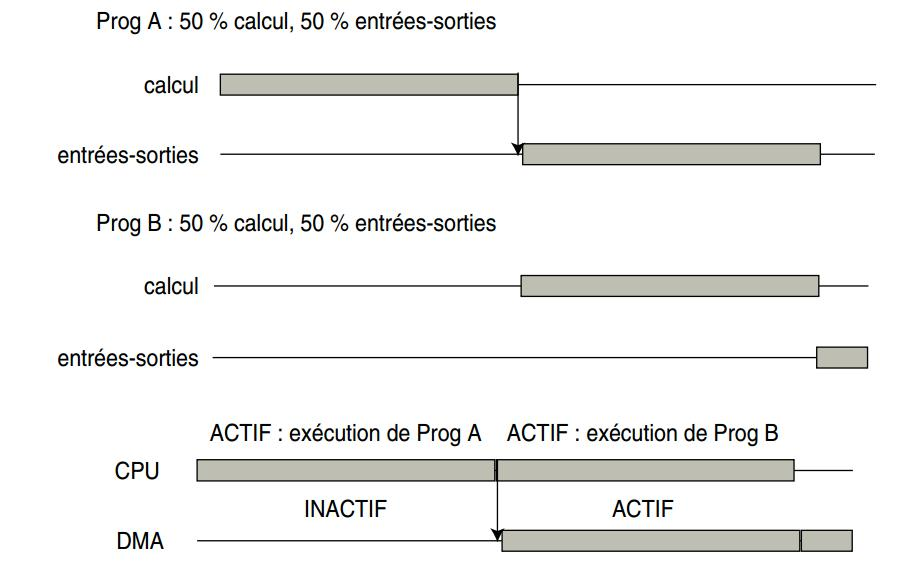 Prog A : 50 % calcul, 50 % entrées-sorties
calcul
entrées-sorties
Prog B : 50 % calcul, 50 % entrées-sorties
calcul
entrées-sorties
ACTIF : exécution de Prog A ACTIF : exécution de Prog B
CPU
INACTIF ACTIF
DMA